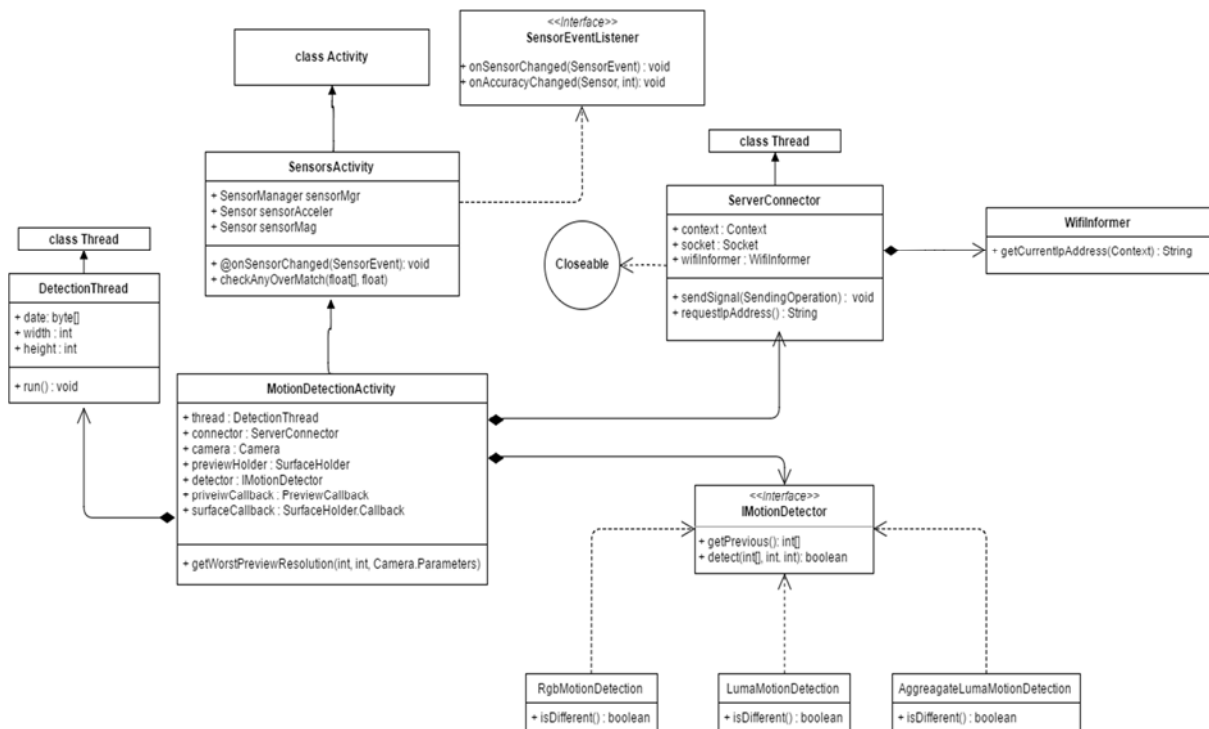 <<Interface>>
SensorEventListener
+ onSensorChanged(SensorEvent) : void
+ onAccuracyChanged(Sensor, int): void
class Activity
class Thread
SensorsActivity
+ SensorManager sensorMgr
+ Sensor sensorAcceler
+ Sensor sensorMag
+ @onSensorChanged(SensorEvent): void
+ checkAnyOverMatch(float[], float)
ServerConnector
+ context : Context
+ socket : Socket
+ wifiInformer : WifiInformer
+ sendSignal(SendingOperation) : void
+ requestIpAddress() : String
WifiInformer
+ getCurrentIpAddress(Context) : String
Closeable
class Thread
DetectionThread
+ date: byte[]
+ width : int
+ height : int
+ run() : void
MotionDetectionActivity
+ thread : DetectionThread
+ connector : ServerConnector
+ camera : Camera
+ previewHolder : SurfaceHolder
+ detector : IMotionDetector
+ priveiwCallback : PreviewCallback
+ surfaceCallback : SurfaceHolder.Callback
+ getWorstPreviewResolution(int, int, Camera.Parameters)
<<Interface>>
IMotionDetector
+ getPrevious(): int[]
+ detect(int[], int. int): boolean
RgbMotionDetection
+ isDifferent() : boolean
LumaMotionDetection
+ isDifferent() : boolean
AggreagateLumaMotionDetection
+ isDifferent() : boolean